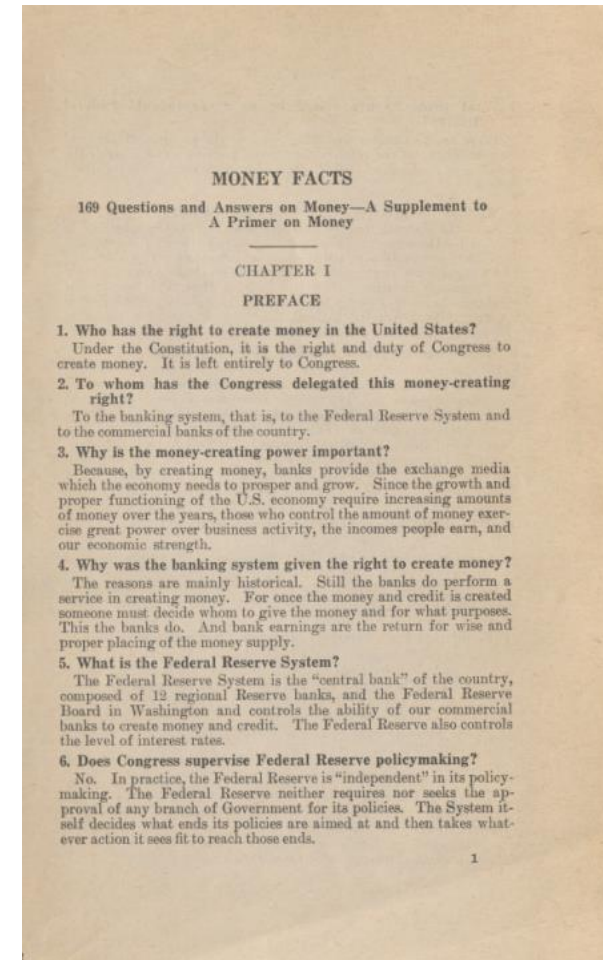 MONEY FACTS
169 Questions and Answers on Money—A Supplement to
A Primer on Money
CHAPTER I
PREFACE
1. Who has the right to create money in the United States?
Under the Constitution, it is the right and duty of Congress to
create money. It is left entirely to Congress.
2. To whom has the Congress delegated this money-creating
right?
To the banking system, that is, to the Federal Reserve System and
to the commercial banks of the country.
3. Why is the money-creating power important?
Because, by creating money, banks provide the exchange media
which the economy needs to prosper and grow. Since the growth and
proper functioning of the U.S. economy require increasing amounts
of money over the years, those who control the amount of money exer-
cise great power over business activity, the incomes people earn, and
our economic strength.
4. Why was the banking system given the right to create money?
The reasons are mainly historical. Still the banks do perform a
service in creating money. For once the money and credit is created
someone must decide whom to give the money and for what purposes.
This the banks do. And bank earnings are the return for wise and
proper placing of the money supply.
5. What is the Federal Reserve System?
The Federal Reserve System is the “central bank” of the country,
composed of 12 regional Reserve banks, and the Federal Reserve
Board in Washington and controls the ability of our commercial
banks to create money and credit. The Federal Reserve also controls
the level of interest rates.
6. Does Congress supervise Federal Reserve policymaking?
No. In practice, the Federal Reserve is “independent” in its policy-
making. The Federal Reserve neither requires nor seeks the ap-
proval of any branch of Government for its policies. The System it-
self decides what ends its policies are aimed at and then takes what-
ever action it sees fit to reach those ends.
1